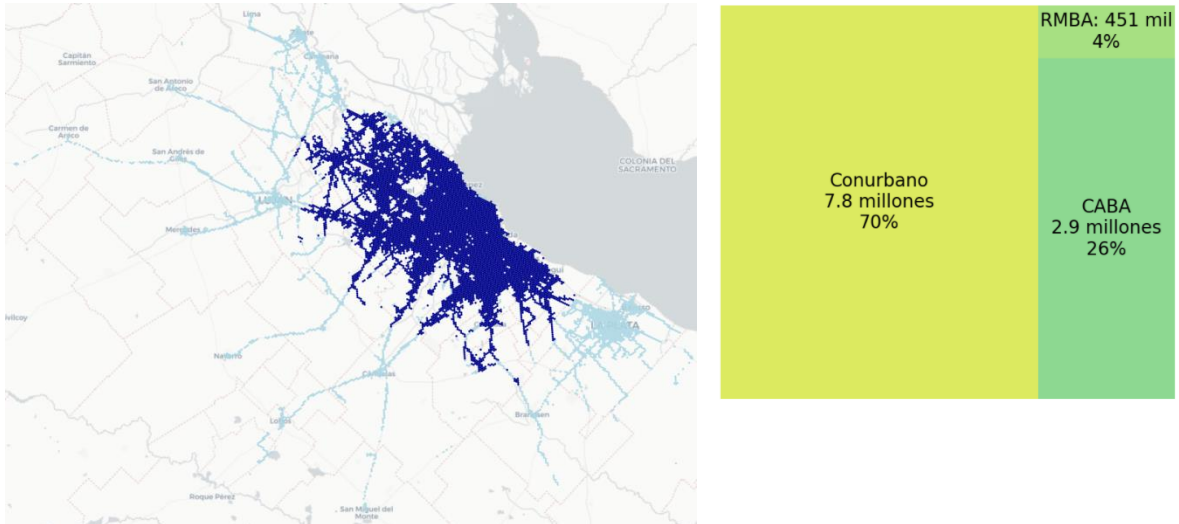 Lima
Campana
Capitán
Sarmiento
San Antonio
de Areco
Carmen de
Areco
San Andrés de
Giles
COLONIA DEL
SACRAMENTO
LUJÁN
Mercedes
LA PLATA
Navarro
Cañuelas
Brandsen
Lobos
Roque Pérez
San Miguel del
Monte
Conurbano
7.8 millones
70%
RMBA: 451 mil
4%
CABA
2.9 millones
26%